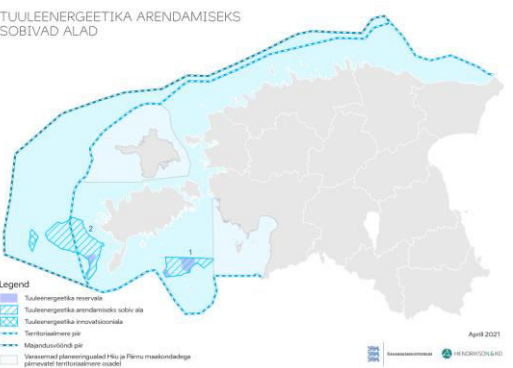 TUULEENERGEETIKA ARENDAMISEKS
SOBIVAD ALAD
2
1
Legend
Tuuleenergeetika reservala
Tuuleenergeetika arendamiseks sobiv ala
Tuuleenergeetika innovatsiooniala
Territoriaalmere piir
Majandusvööndi piir
Varasemad planeeringualad Hiiu ja Pärnu maakondadega
piirnevatel territoriaalmere osadel
April 2021
HENDRIKSON&KO